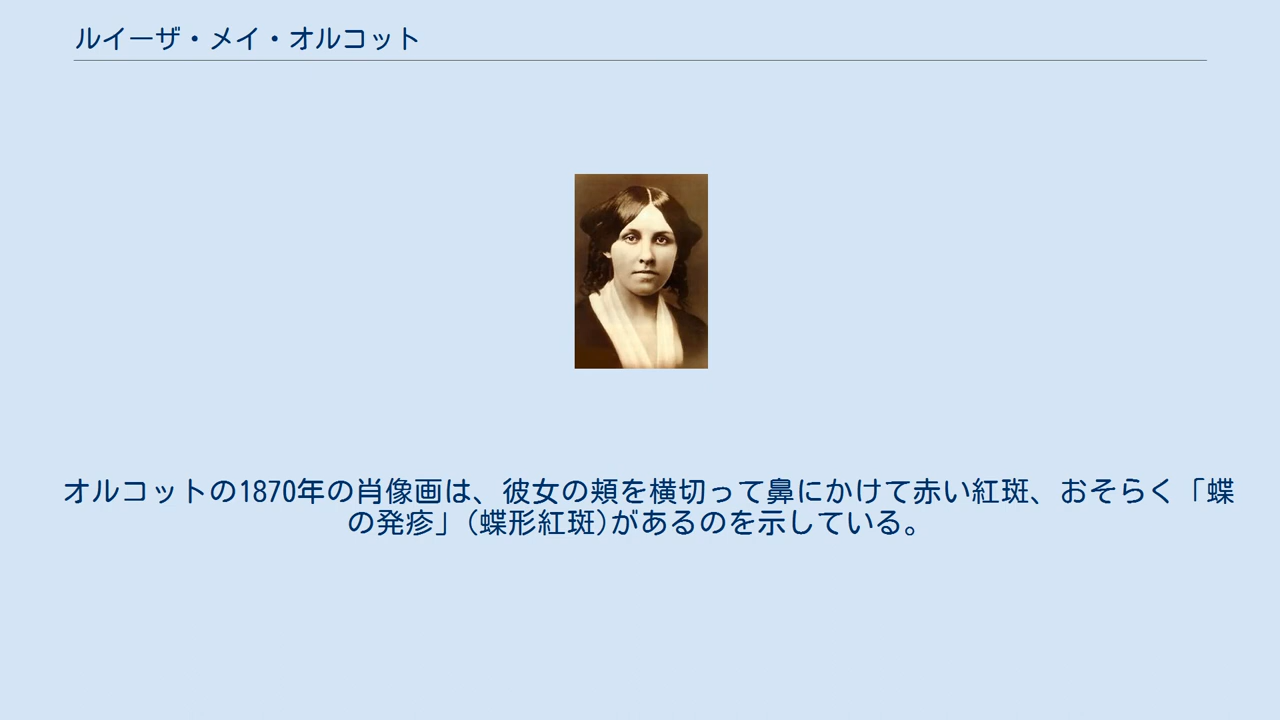 ルイーザ・メイ・オルコット
オルコットの1870年の肖像画は、彼女の頬を横切って鼻にかけて赤い紅斑、おそらく「蝶
の発疹」(蝶形紅斑)があるのを示している。